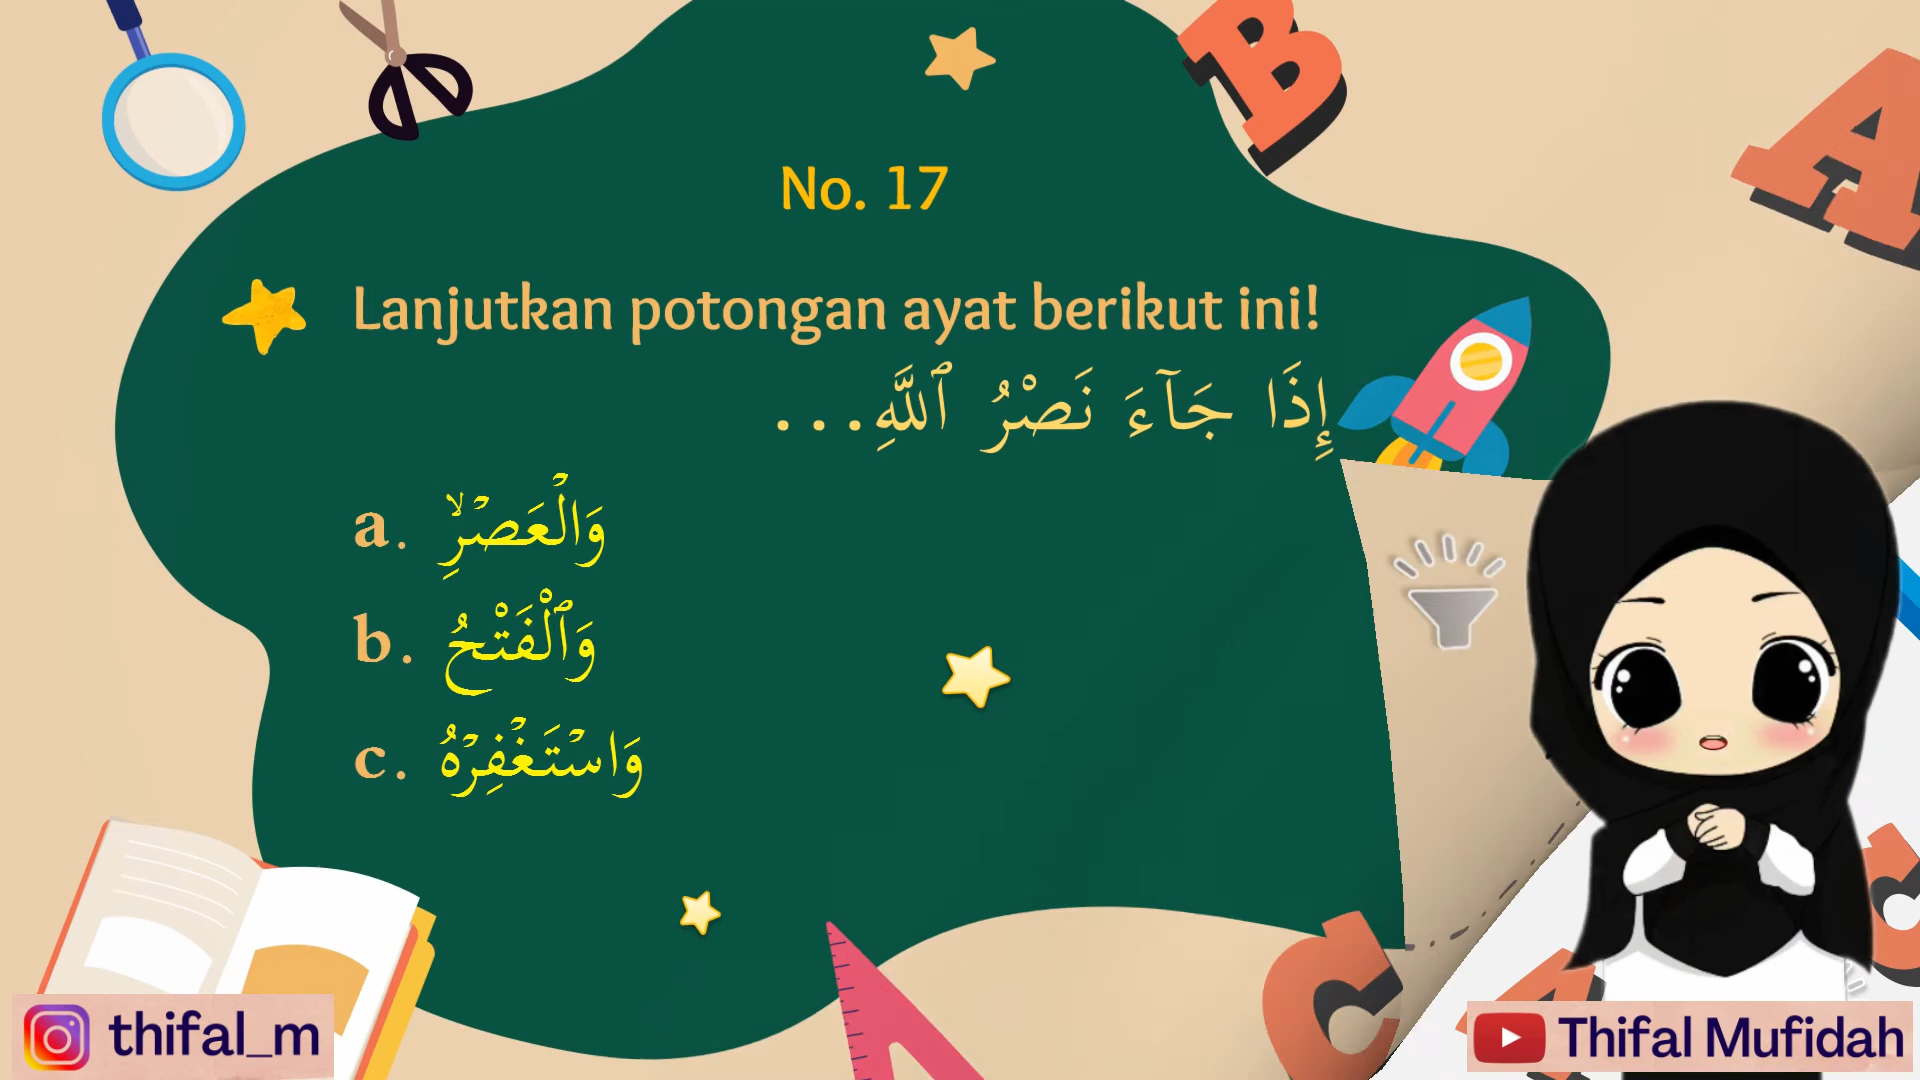 No. 17
Lanjutkan potongan ayat berikut ini!
إِذَا جَآءَ نَصْرُ ٱللَّهِ...
a. وَالْعَصْرِۙ
b. وَٱلْفَتْحُ
c. وَاسْتَغْفِرْهُ
thifal_m
Thifal Mufidah